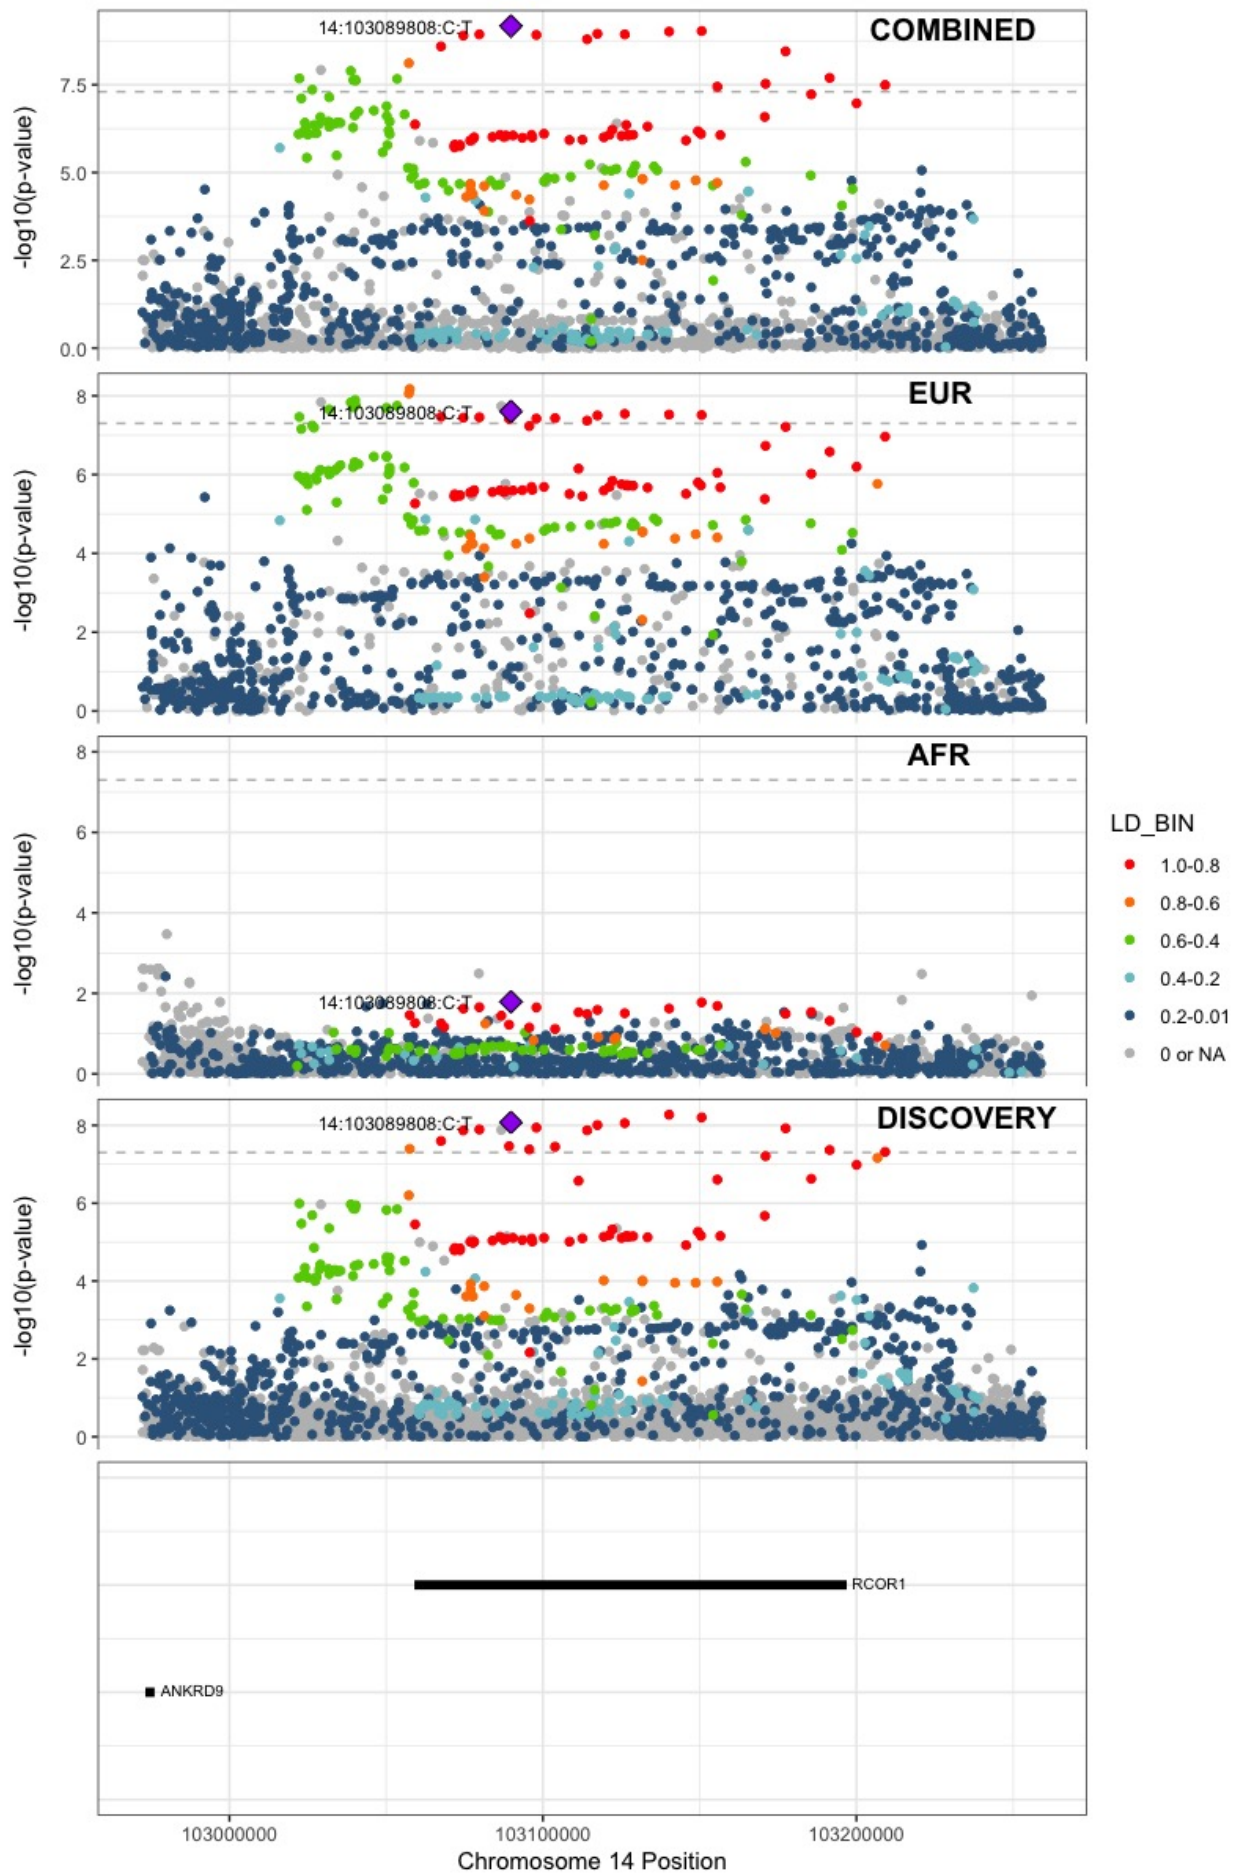 COMBINED
14:103089808:C:T
7.5
5.0
2.5
0.0
-log10(p-value)
EUR
14:103089808:C:T
8
6
4
2
0
-log10(p-value)
AFR
14:103089808:C:T
8
6
4
2
0
-log10(p-value)
DISCOVERY
14:103089808:C:T
8
6
4
2
0
-log10(p-value)
LD_BIN
1.0-0.8
0.8-0.6
0.6-0.4
0.4-0.2
0.2-0.01
0 or NA
RCOR1
ANKRD9
103000000 103100000 103200000
Chromosome 14 Position